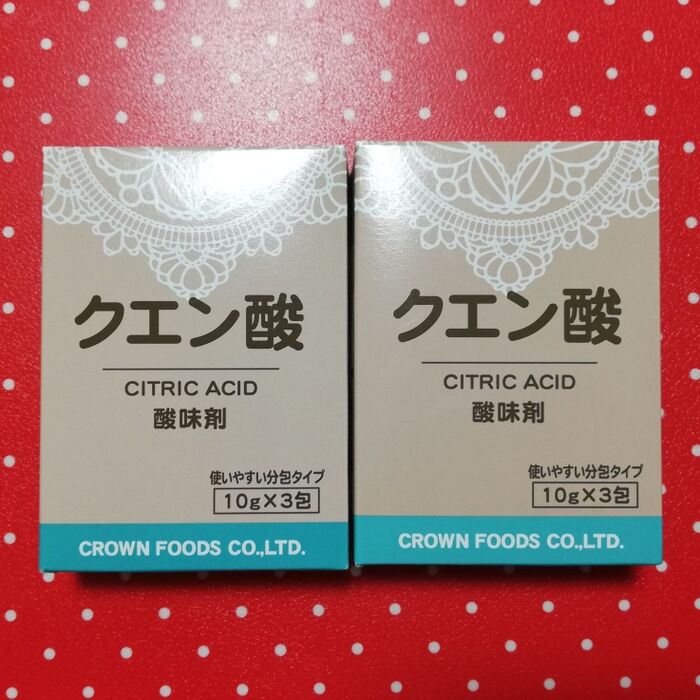 クエン酸
CITRIC ACID
酸味剤
使いやすい分包タイプ
10g×3包
CROWN FOODS CO.,LTD.
クエン酸
CITRIC ACID
酸味剤
使いやすい分包タイプ
10g×3包
CROWN FOODS CO.,LTD.